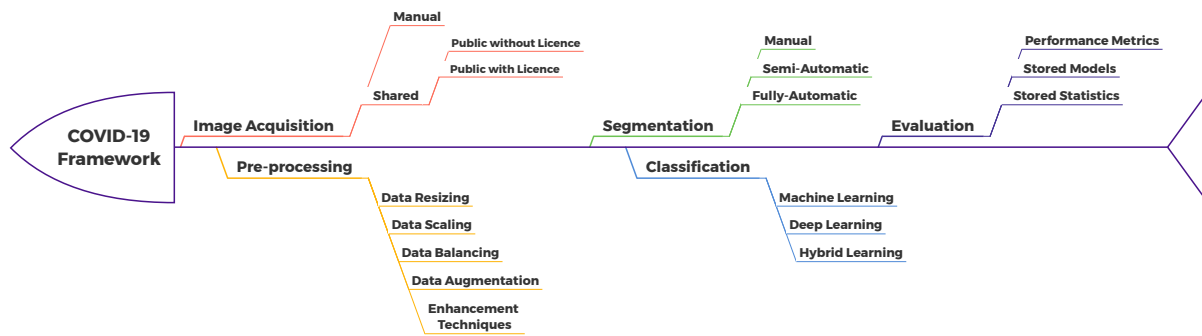 COVID-19
Framework
Image Acquisition
Manual
Shared
Public without Licence
Public with Licence
Pre-processing
Data Resizing
Data Scaling
Data Balancing
Data Augmentation
Enhancement
Techniques
Segmentation
Manual
Semi-Automatic
Fully-Automatic
Classification
Machine Learning
Deep Learning
Hybrid Learning
Evaluation
Performance Metrics
Stored Models
Stored Statistics